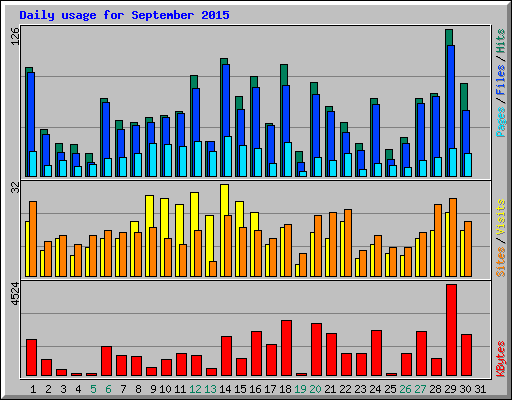 Daily usage for September 2015
126
Pages / Files / Hits
32
Sites / Visits
4524
KBytes
1 2 3 4 5 6 7 8 9 10 11 12 13 14 15 16 17 18 19 20 21 22 23 24 25 26 27 28 29 30 31